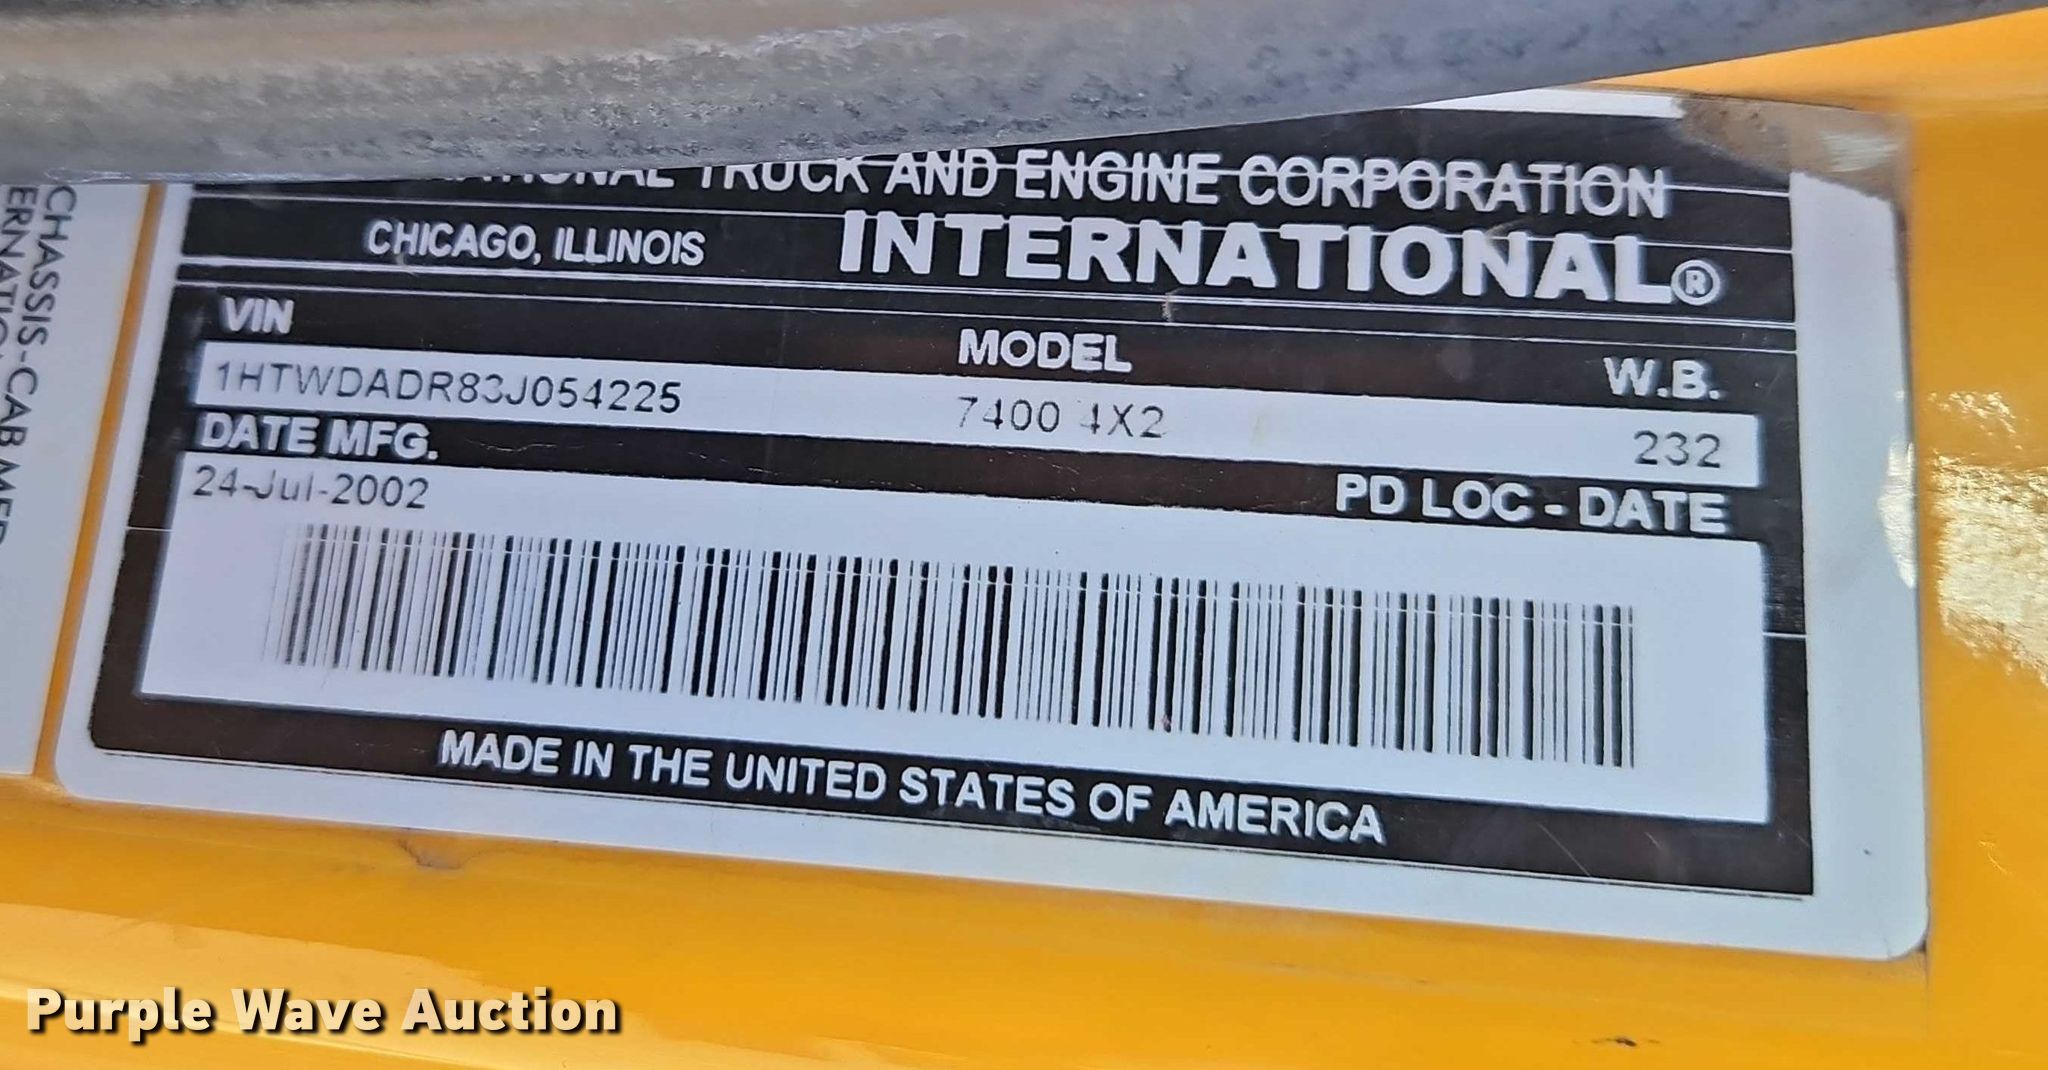 TRUCK AND ENGINE CORPORATION
CHICAGO, ILLINOIS
INTERNATIONAL®
VIN
MODEL
W.B.
1HTWDADR83J054225
7400 4X2
232
DATE MFG.
24-Jul-2002
PD LOC - DATE
MADE IN THE UNITED STATES OF AMERICA
CHASSIS-CAB
Purple Wave Auction